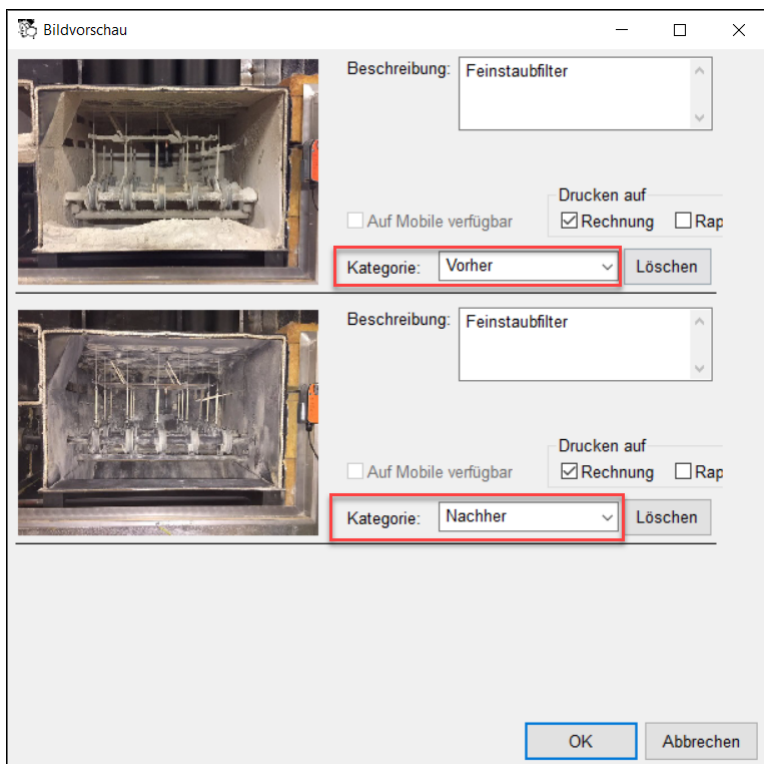 Bildvorschau
Beschreibung: Feinstaubfilter
Drucken auf
Auf Mobile verfügbar Rechnung Rap
Kategorie: Vorher Löschen
Beschreibung: Feinstaubfilter
Drucken auf
Auf Mobile verfügbar Rechnung Rap
Kategorie: Nachher Löschen
OK Abbrechen